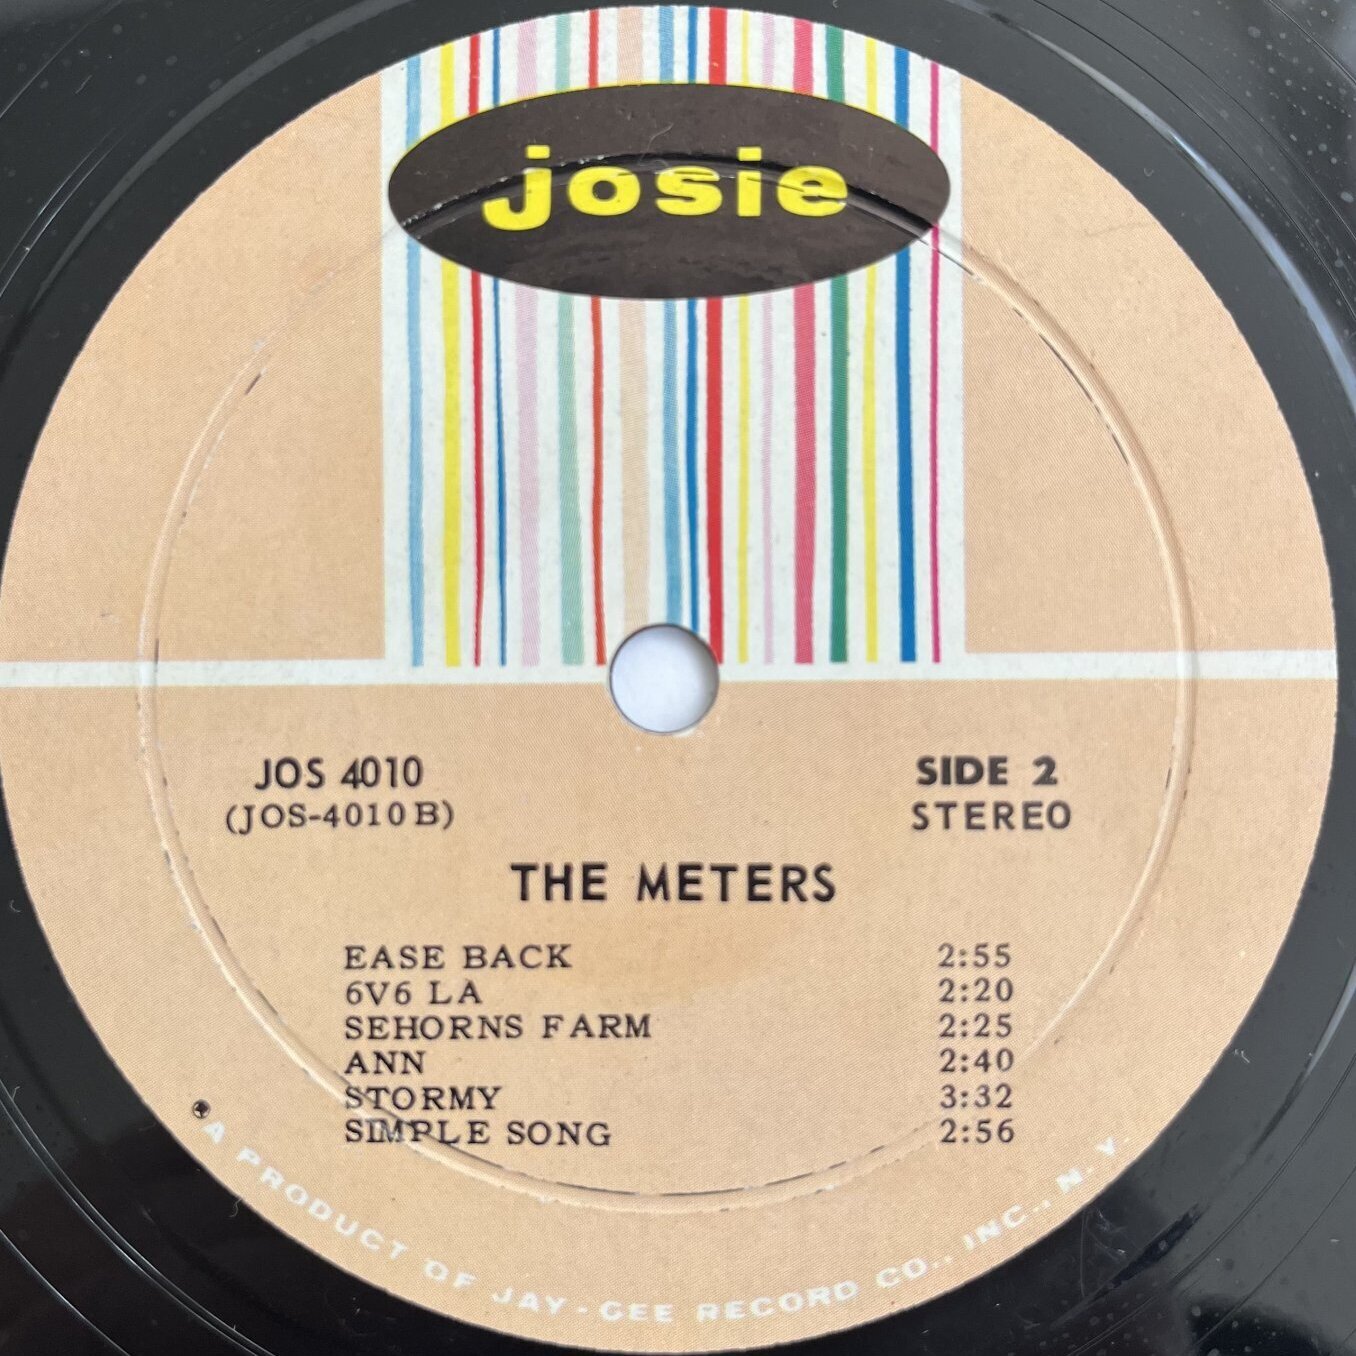 josie
JOS 4010
(JOS-4010 B)
SIDE 2
STEREO
THE METERS
EASE BACK 2:55
6V6 LA 2:20
SEHORNS FARM 2:25
ANN 2:40
STORMY 3:32
SIMPLE SONG 2:56
A PRODUCT OF JAY-GEE RECORD CO., INC., N.Y.